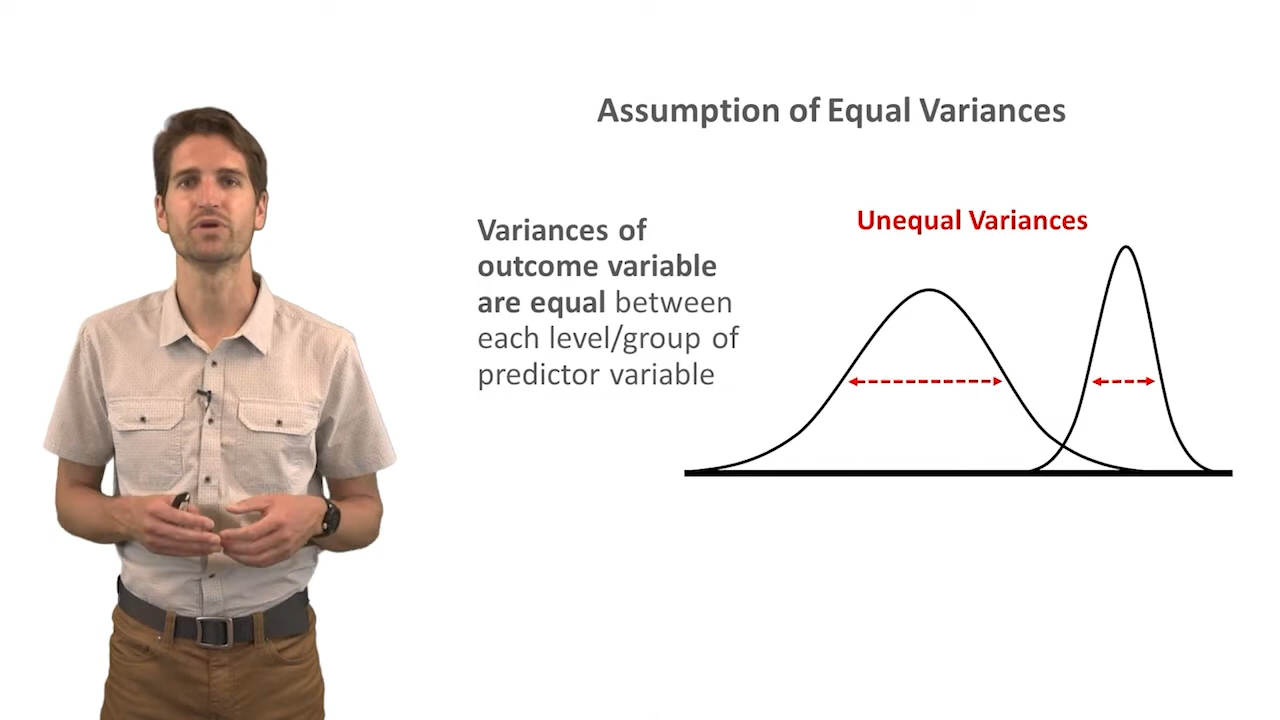 Assumption of Equal Variances
Variances of
outcome variable
are equal between
each level/group of
predictor variable
Unequal Variances